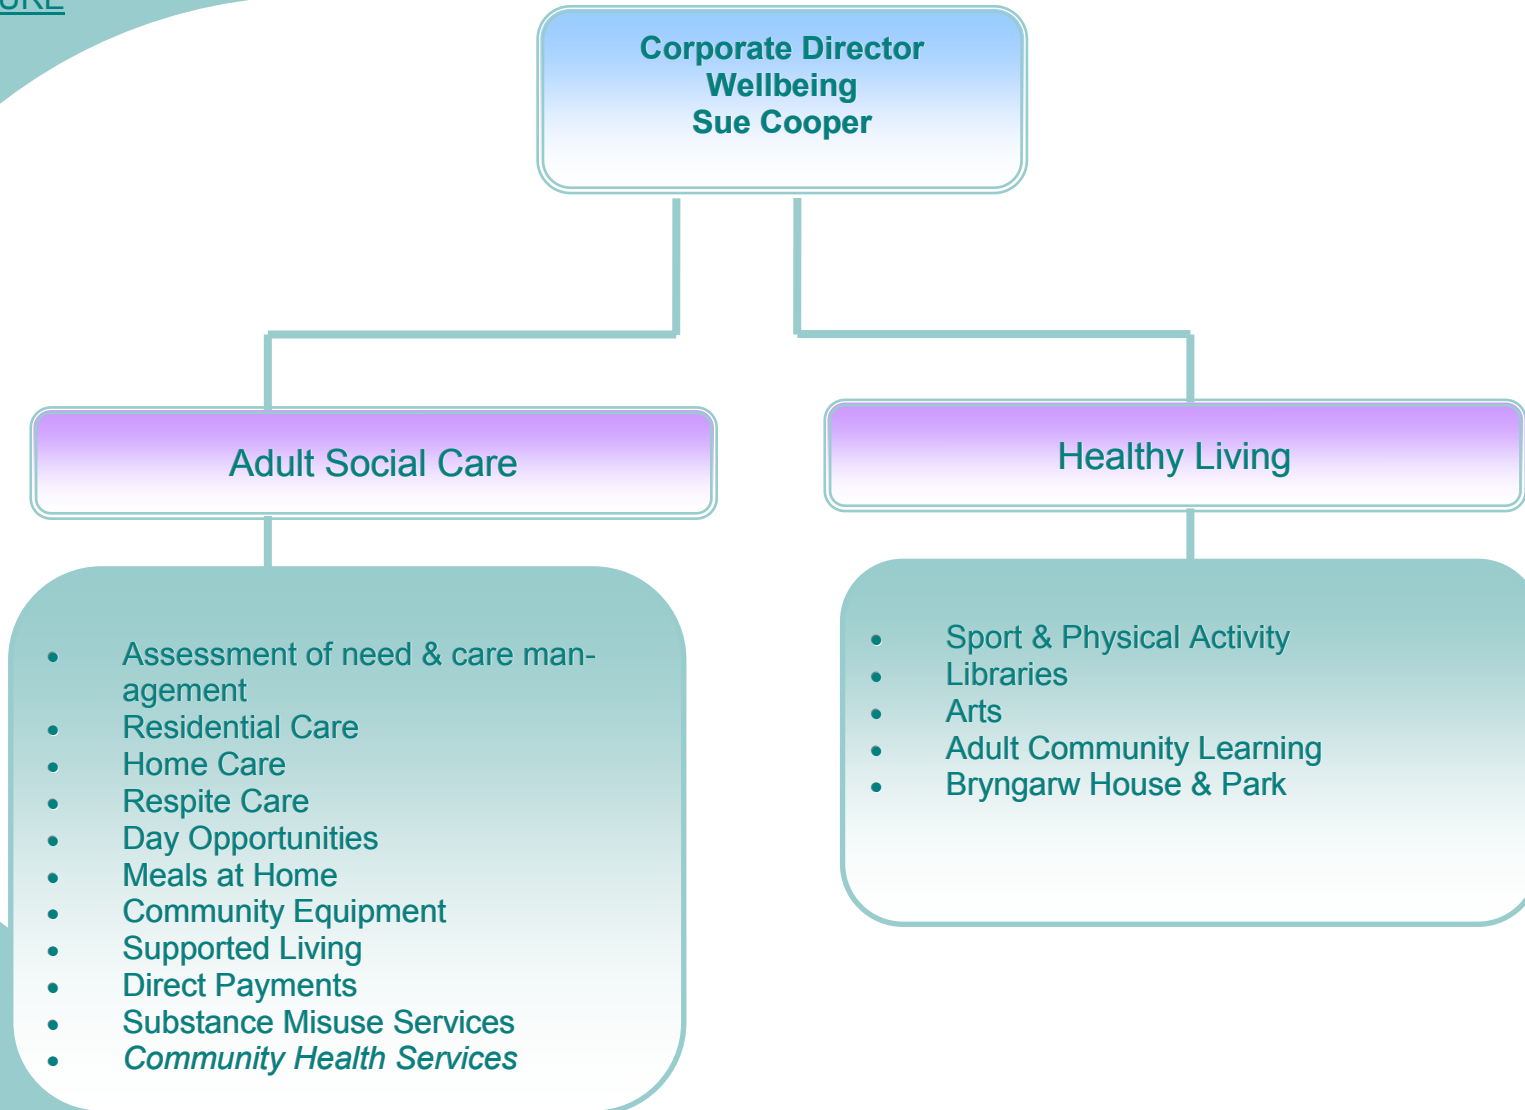 Corporate Director
Wellbeing
Sue Cooper
Adult Social Care
Healthy Living
• Assessment of need & care man-
agement
• Residential Care
• Home Care
• Respite Care
• Day Opportunities
• Meals at Home
• Community Equipment
• Supported Living
• Direct Payments
• Substance Misuse Services
• Community Health Services
• Sport & Physical Activity
• Libraries
• Arts
• Adult Community Learning
• Bryngarw House & Park